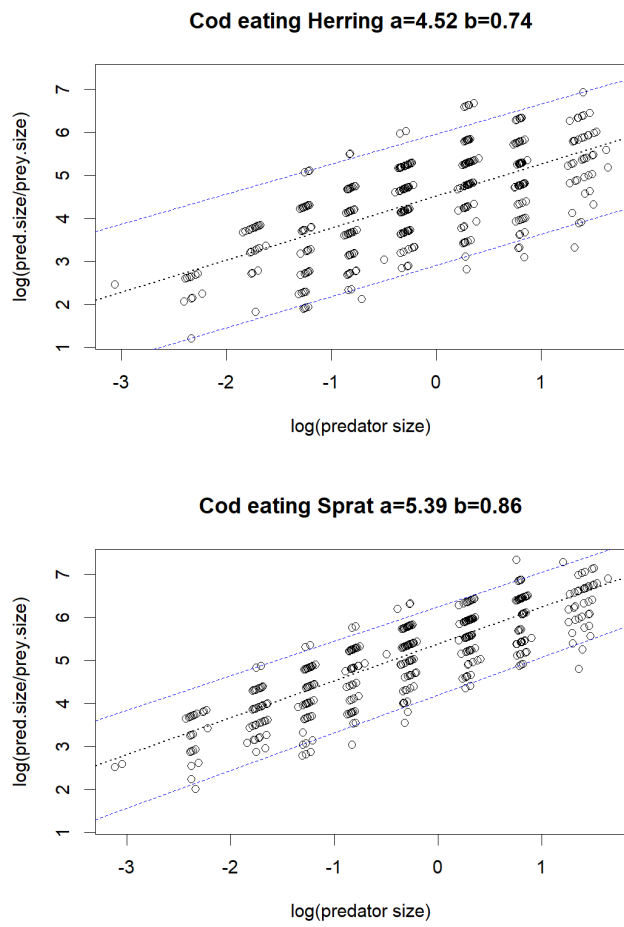 Cod eating Herring a=4.52 b=0.74
log(pred.size/prey.size)
7
6
5
4
3
2
1
-3 -2 -1 0 1
log(predator size)
Cod eating Sprat a=5.39 b=0.86
log(pred.size/prey.size)
7
6
5
4
3
2
1
-3 -2 -1 0 1
log(predator size)